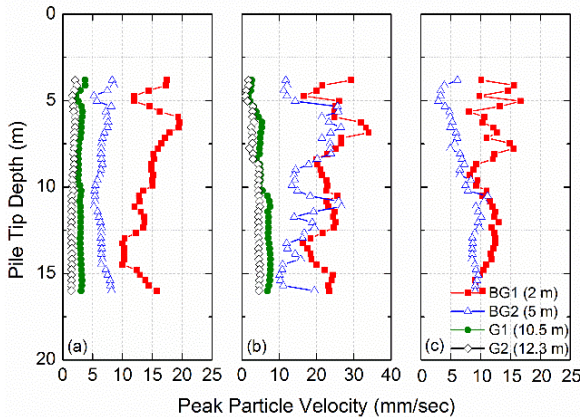 0
5
10
15
20
Pile Tip Depth (m)
(a)
(b)
(c)
BG1 (2 m)
BG2 (5 m)
G1 (10.5 m)
G2 (12.3 m)
0 5 10 15 20 25
0 10 20 30 40
0 5 10 15 20 25
Peak Particle Velocity (mm/sec)